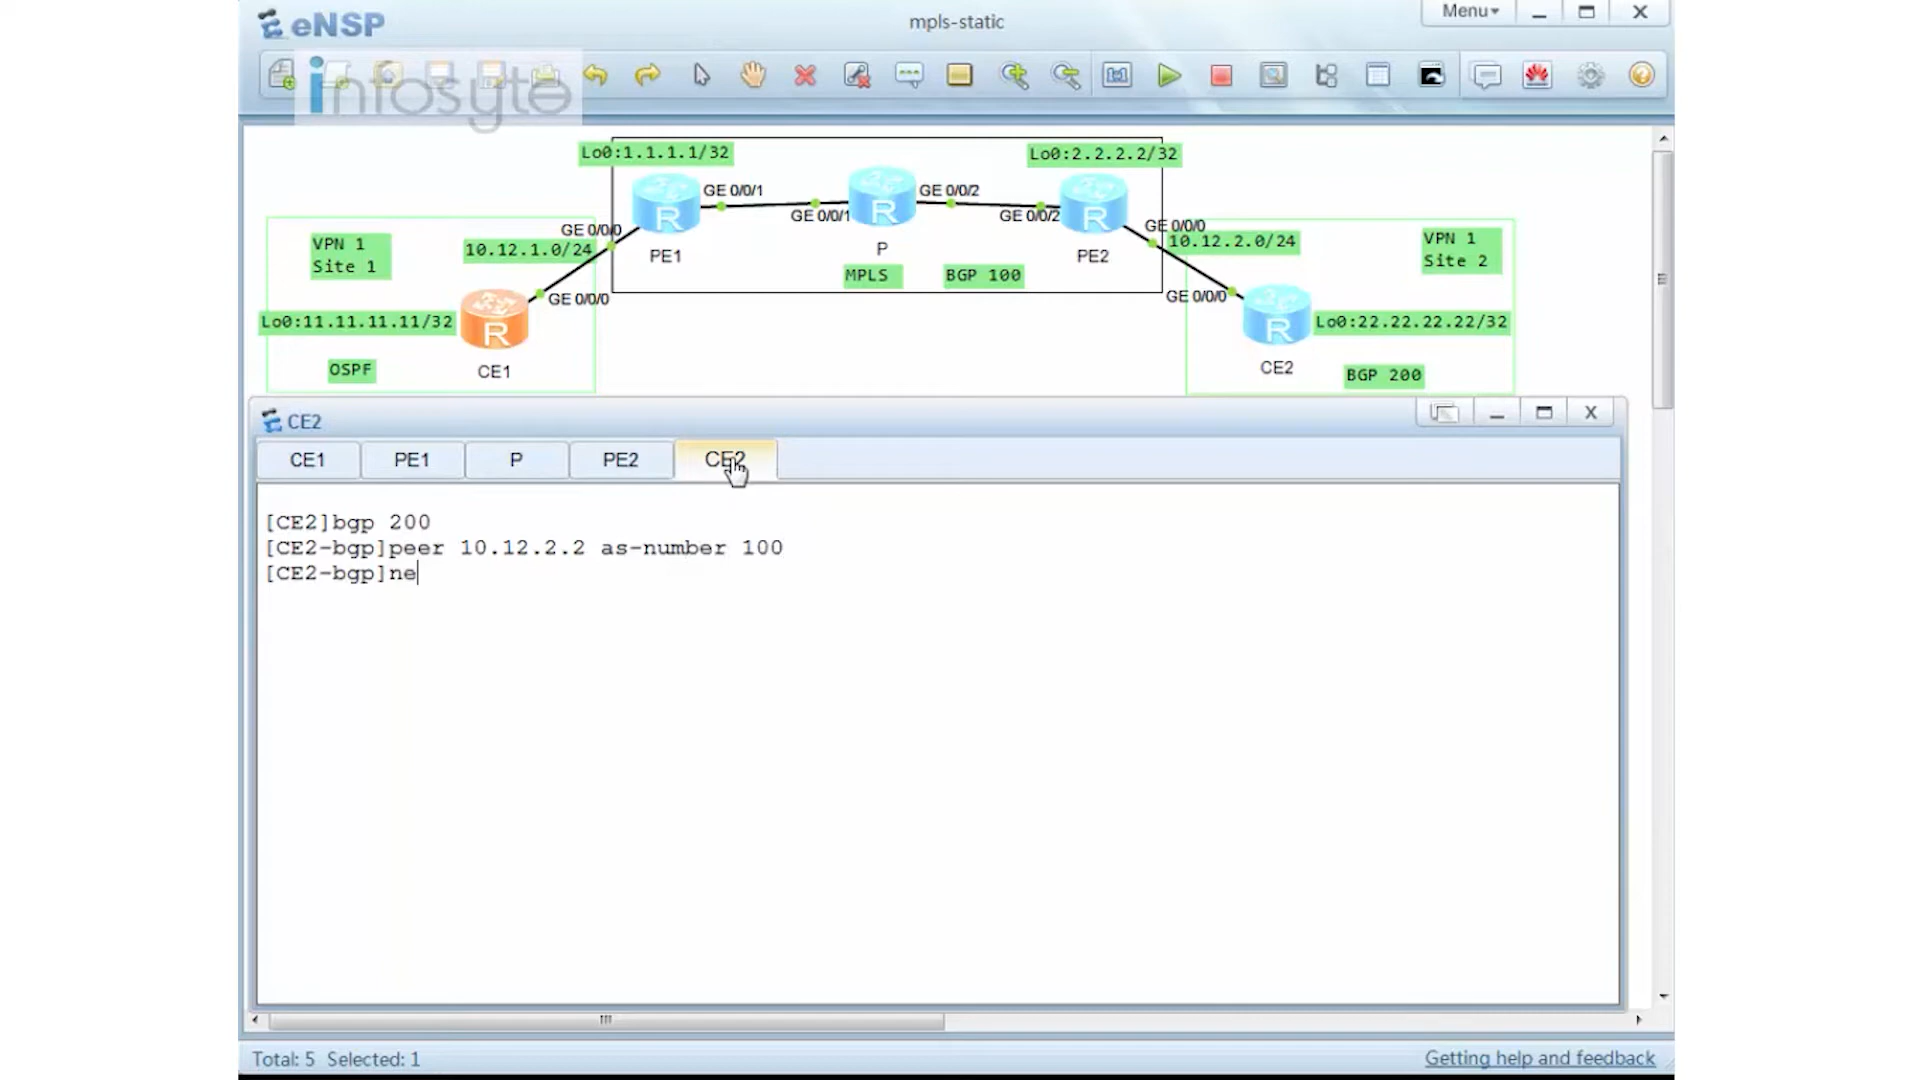 eNSP
mpls-static
Menu
infosyte
Lo0:1.1.1.1/32
Lo0:2.2.2.2/32
GE 0/0/1
GE 0/0/2
GE 0/0/1
GE 0/0/2
GE 0/0/0
GE 0/0/0
VPN 1
Site 1
10.12.1.0/24
10.12.2.0/24
VPN 1
Site 2
R
R
R
PE1
P
PE2
MPLS
BGP 100
GE 0/0/0
GE 0/0/0
Lo0:11.11.11.11/32
R
R
Lo0:22.22.22.22/32
OSPF
CE1
CE2
BGP 200
CE2
CE1
PE1
P
PE2
CE2
[CE2]bgp 200
[CE2-bgp]peer 10.12.2.2 as-number 100
[CE2-bgp]ne
Total: 5 Selected: 1
Getting help and feedback